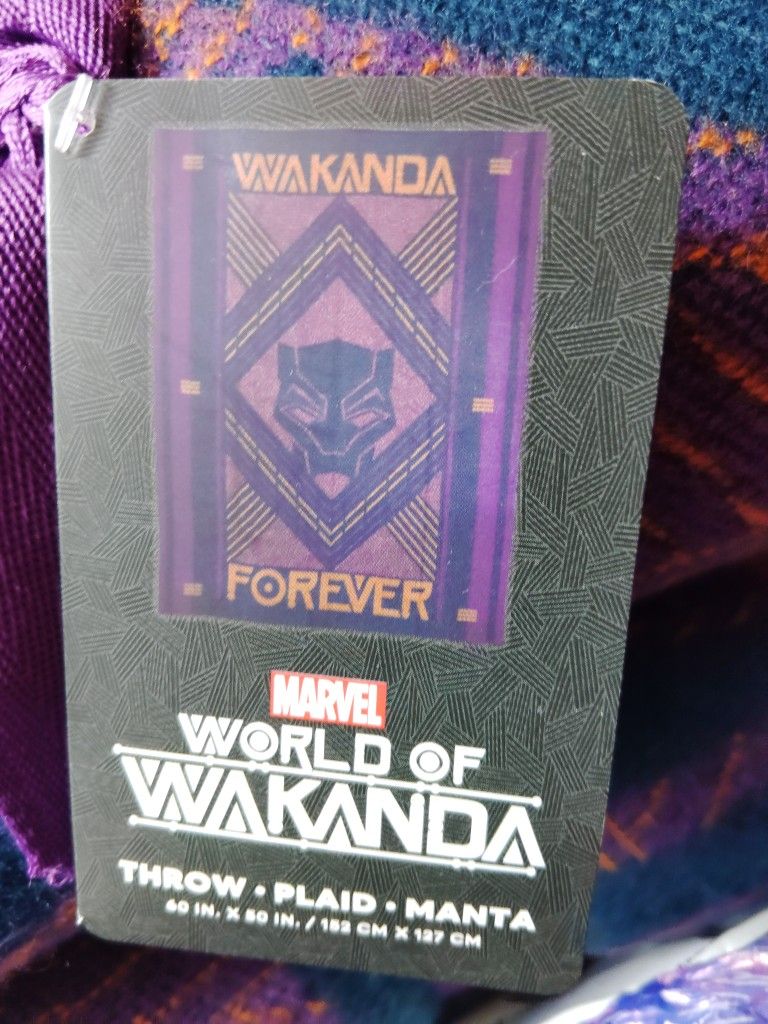 WAKANDA
FOREVER
MARVEL
WORLD OF
WAKANDA
THROW • PLAID • MANTA
60 IN. X 50 IN. / 152 CM X 127 CM